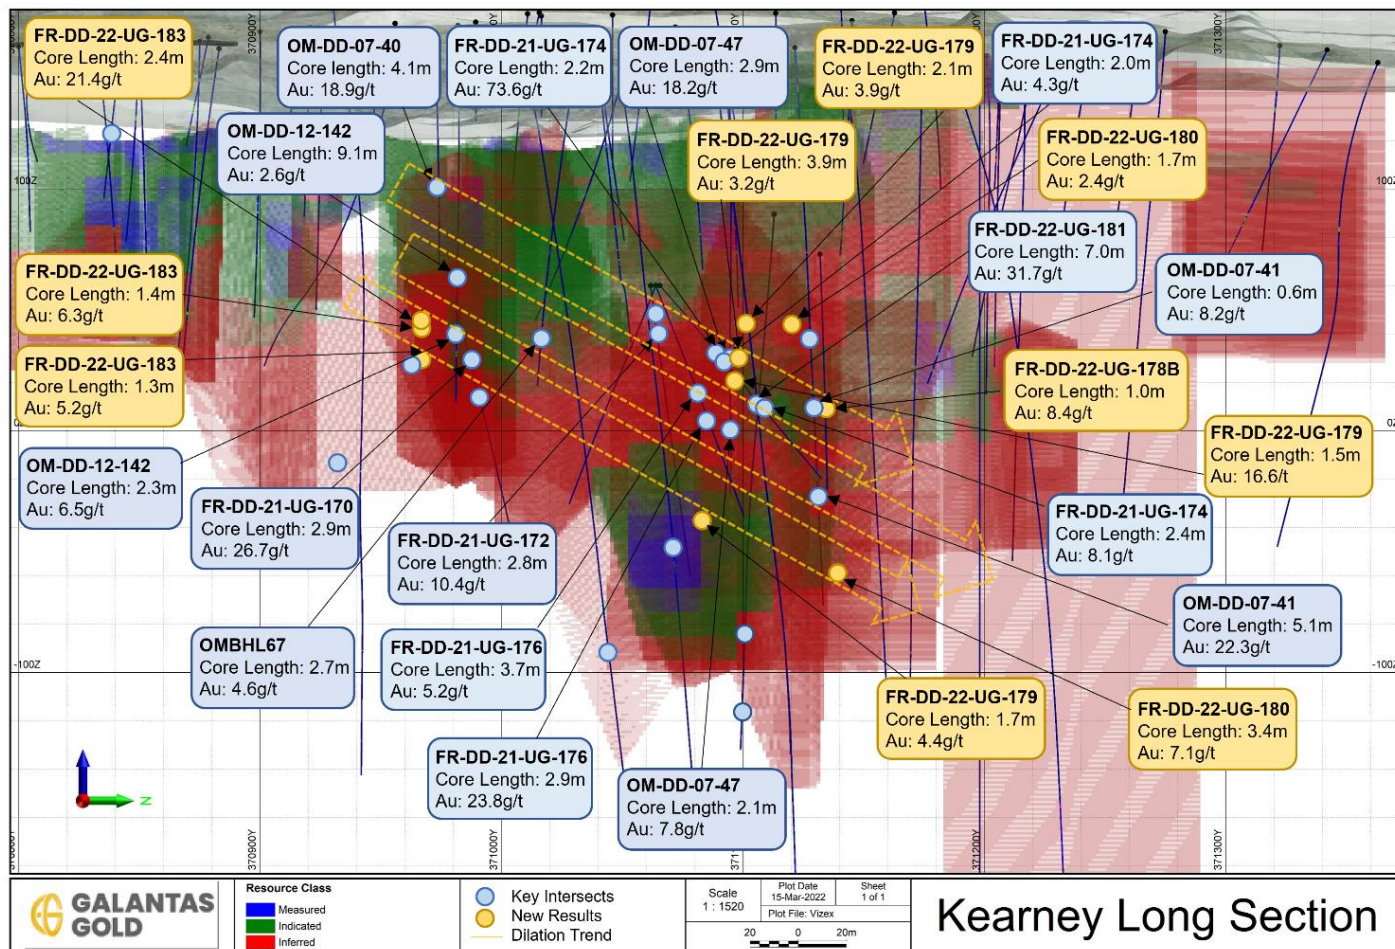 370900Y
371300Y
FR-DD-22-UG-183
Core Length: 2.4m
Au: 21.4g/t
OM-DD-07-40
Core length: 4.1m
Au: 18.9g/t
FR-DD-21-UG-174
Core Length: 2.2m
Au: 73.6g/t
OM-DD-07-47
Core Length: 2.9m
Au: 18.2g/t
FR-DD-22-UG-179
Core Length: 2.1m
Au: 3.9g/t
FR-DD-21-UG-174
Core Length: 2.0m
Au: 4.3g/t
OM-DD-12-142
Core Length: 9.1m
Au: 2.6g/t
FR-DD-22-UG-179
Core Length: 3.9m
Au: 3.2g/t
FR-DD-22-UG-180
Core Length: 1.7m
Au: 2.4g/t
100Z
100Z
FR-DD-22-UG-181
Core Length: 7.0m
Au: 31.7g/t
FR-DD-22-UG-183
Core Length: 1.4m
Au: 6.3g/t
OM-DD-07-41
Core Length: 0.6m
Au: 8.2g/t
FR-DD-22-UG-183
Core Length: 1.3m
Au: 5.2g/t
FR-DD-22-UG-178B
Core Length: 1.0m
Au: 8.4g/t
0Z
FR-DD-22-UG-179
Core Length: 1.5m
Au: 16.6g/t
OM-DD-12-142
Core Length: 2.3m
Au: 6.5g/t
FR-DD-21-UG-170
Core Length: 2.9m
Au: 26.7g/t
FR-DD-21-UG-172
Core Length: 2.8m
Au: 10.4g/t
FR-DD-21-UG-174
Core Length: 2.4m
Au: 8.1g/t
OM-DD-07-41
Core Length: 5.1m
Au: 22.3g/t
OMBHL67
Core Length: 2.7m
Au: 4.6g/t
FR-DD-21-UG-176
Core Length: 3.7m
Au: 5.2g/t
-100Z
-100Z
FR-DD-22-UG-179
Core Length: 1.7m
Au: 4.4g/t
FR-DD-22-UG-180
Core Length: 3.4m
Au: 7.1g/t
FR-DD-21-UG-176
Core Length: 2.9m
Au: 23.8g/t
OM-DD-07-47
Core Length: 2.1m
Au: 7.8g/t
N
370900Y
371000Y
371200Y
371300Y
GALANTAS
GOLD
Resource Class
Measured
Indicated
Inferred
Key Intersects
New Results
Dilation Trend
Scale
1 : 1520
Plot Date
15-Mar-2022
Sheet
1 of 1
Plot File: Vizex
20 0 20m
Kearney Long Section